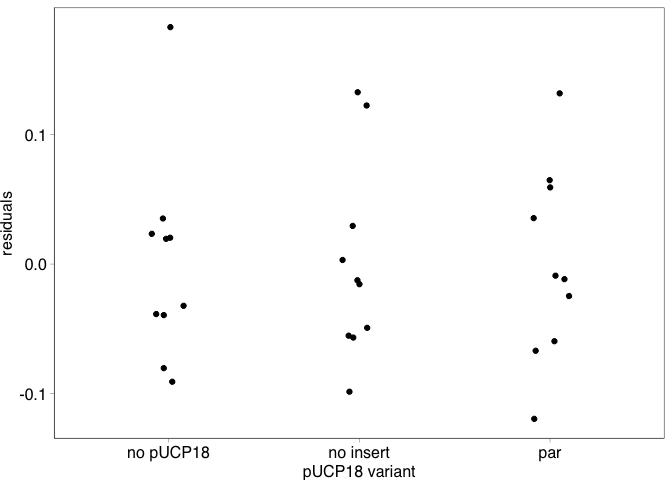 0.1
0.0
-0.1
residuals
no pUCP18 no insert par
pUCP18 variant